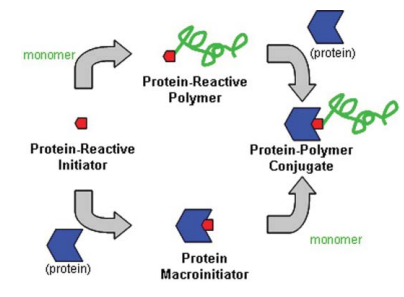 monomer
(protein)
Protein-Reactive
Polymer
Protein-Reactive
Initiator
Protein-Polymer
Conjugate
(protein)
Protein
Macroinitiator
monomer